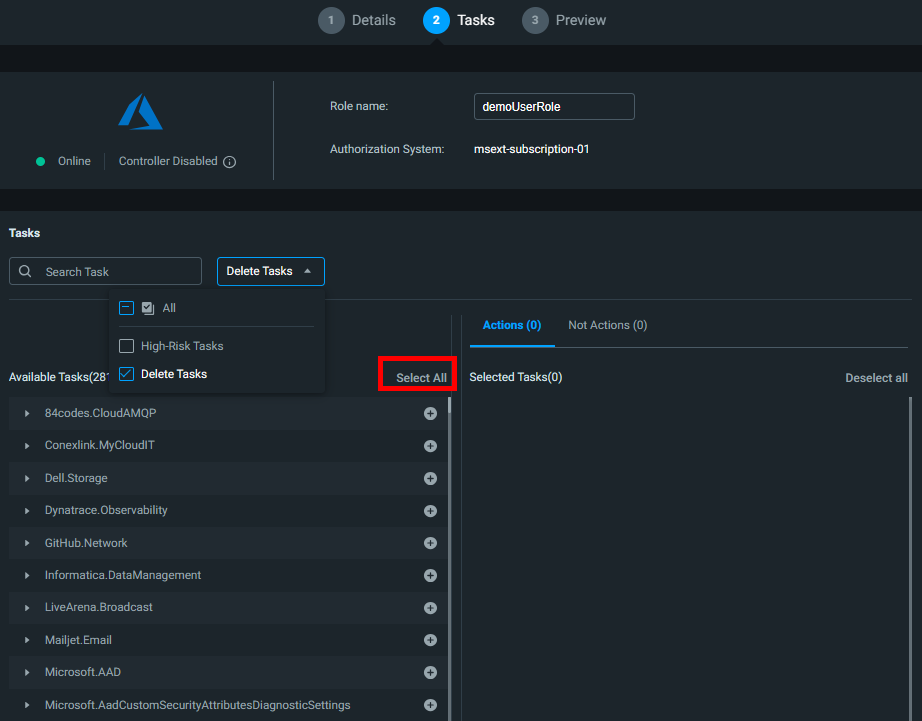 1 Details 2 Tasks 3 Preview
Role name: demoUserRole
Authorization System: msext-subscription-01
Online Controller Disabled
Tasks
Search Task Delete Tasks
All
High-Risk Tasks
Delete Tasks
Actions (0) Not Actions (0)
Available Tasks(281 Select All
Selected Tasks(0) Deselect all
84codes.CloudAMQP
Conexlink.MyCloudIT
Dell.Storage
Dynatrace.Observability
GitHub.Network
Informatica.DataManagement
LiveArena.Broadcast
Mailjet.Email
Microsoft.AAD
Microsoft.AadCustomSecurityAttributesDiagnosticSettings